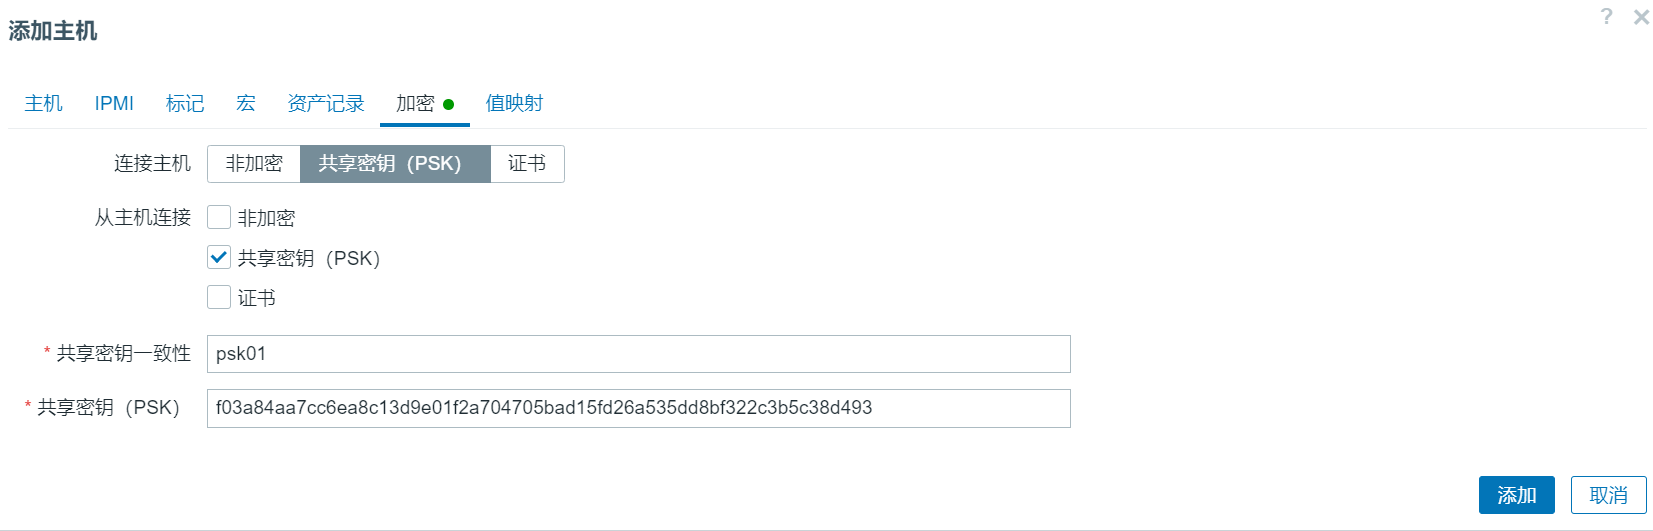 添加主机
? ×
主机 IPMI 标记 宏 资产记录 加密 值映射
连接主机 非加密 共享密钥（PSK） 证书
从主机连接 非加密
共享密钥（PSK）
证书
* 共享密钥一致性 psk01
* 共享密钥（PSK） f03a84aa7cc6ea8c13d9e01f2a704705bad15fd26a535dd8bf322c3b5c38d493
添加 取消